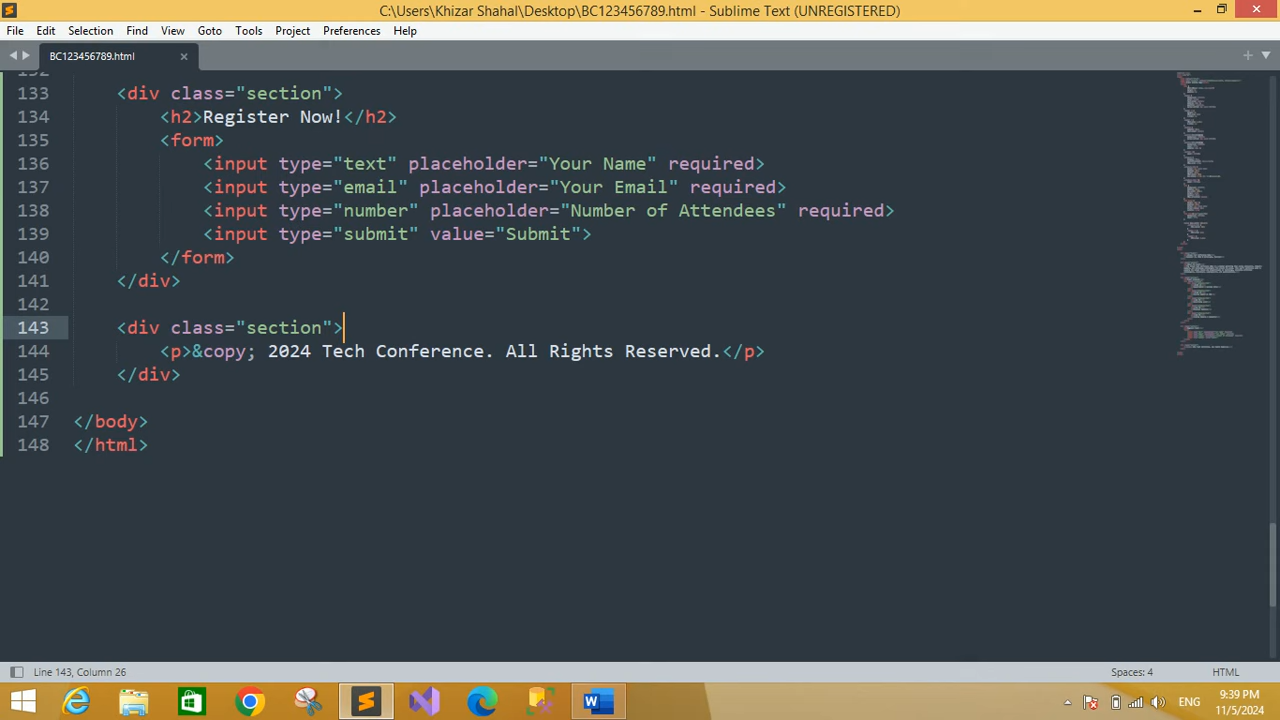 C:\Users\Khizar Shahal\Desktop\BC123456789.html - Sublime Text (UNREGISTERED)
File Edit Selection Find View Goto Tools Project Preferences Help
BC123456789.html
133 <div class="section">
134 <h2>Register Now!</h2>
135 <form>
136 <input type="text" placeholder="Your Name" required>
137 <input type="email" placeholder="Your Email" required>
138 <input type="number" placeholder="Number of Attendees" required>
139 <input type="submit" value="Submit">
140 </form>
141 </div>
142
143 <div class="section">
144 <p>&copy; 2024 Tech Conference. All Rights Reserved.</p>
145 </div>
146
147 </body>
148 </html>
Line 143, Column 26 Spaces: 4 HTML
ENG 9:39 PM
11/5/2024